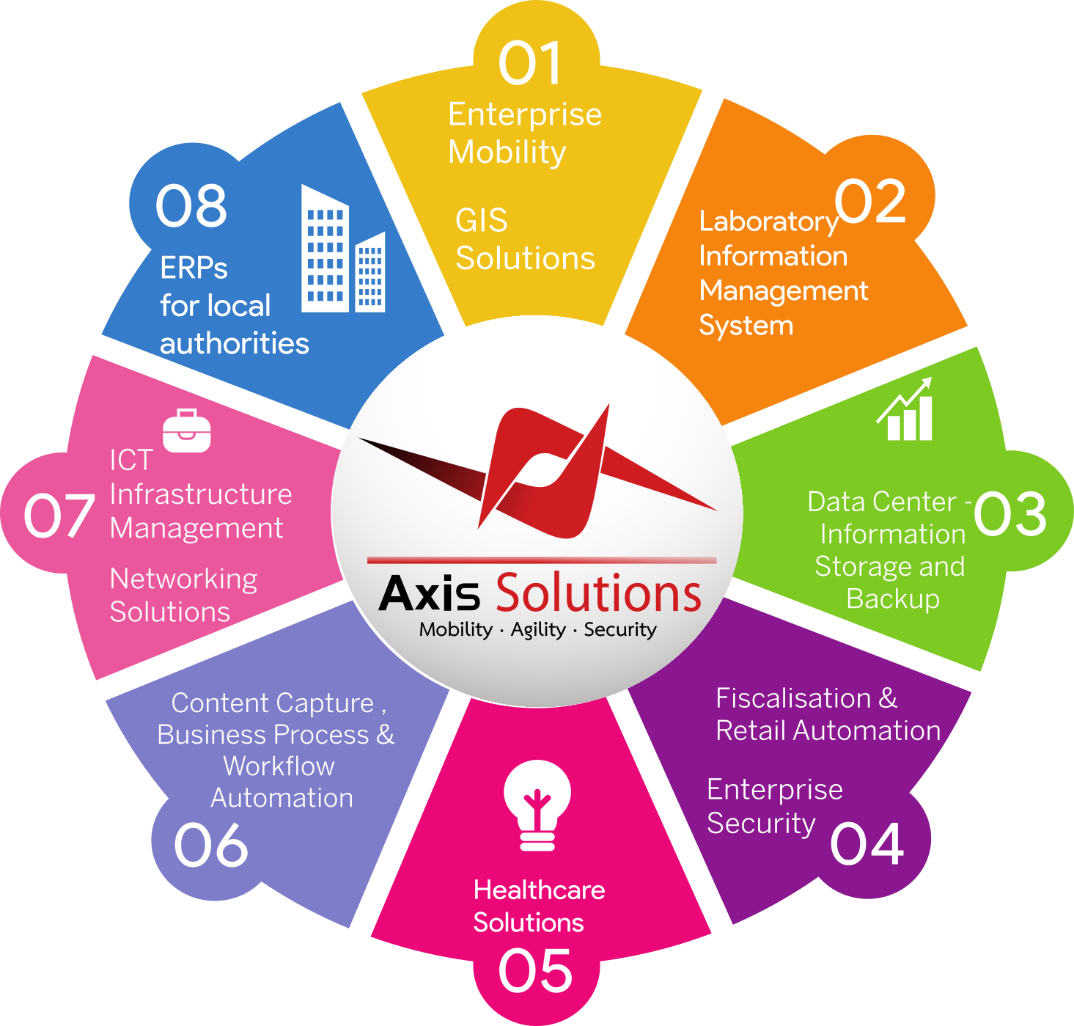 01
Enterprise
Mobility
GIS
Solutions
02
Laboratory
Information
Management
System
03
Data Center -
Information
Storage and
Backup
04
Fiscalisation &
Retail Automation
Enterprise
Security
05
Healthcare
Solutions
06
Content Capture ,
Business Process &
Workflow
Automation
07
ICT
Infrastructure
Management
Networking
Solutions
08
ERPs
for local
authorities
Axis Solutions
Mobility · Agility · Security